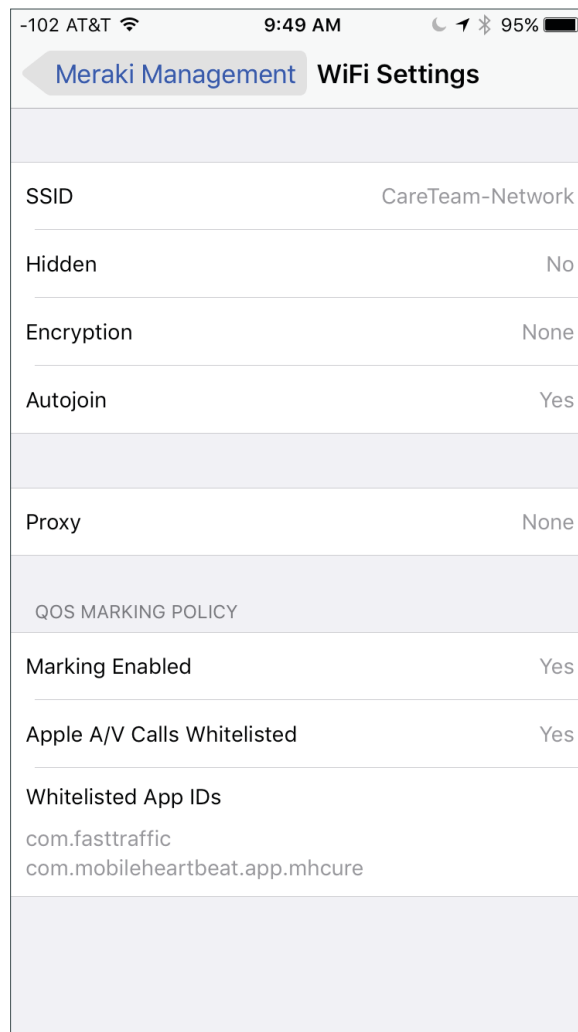 -102 AT&T 9:49 AM 95%
Meraki Management WiFi Settings
SSID CareTeam-Network
Hidden No
Encryption None
Autojoin Yes
Proxy None
QOS MARKING POLICY
Marking Enabled Yes
Apple A/V Calls Whitelisted Yes
Whitelisted App IDs
com.fasttraffic
com.mobileheartbeat.app.mhcure